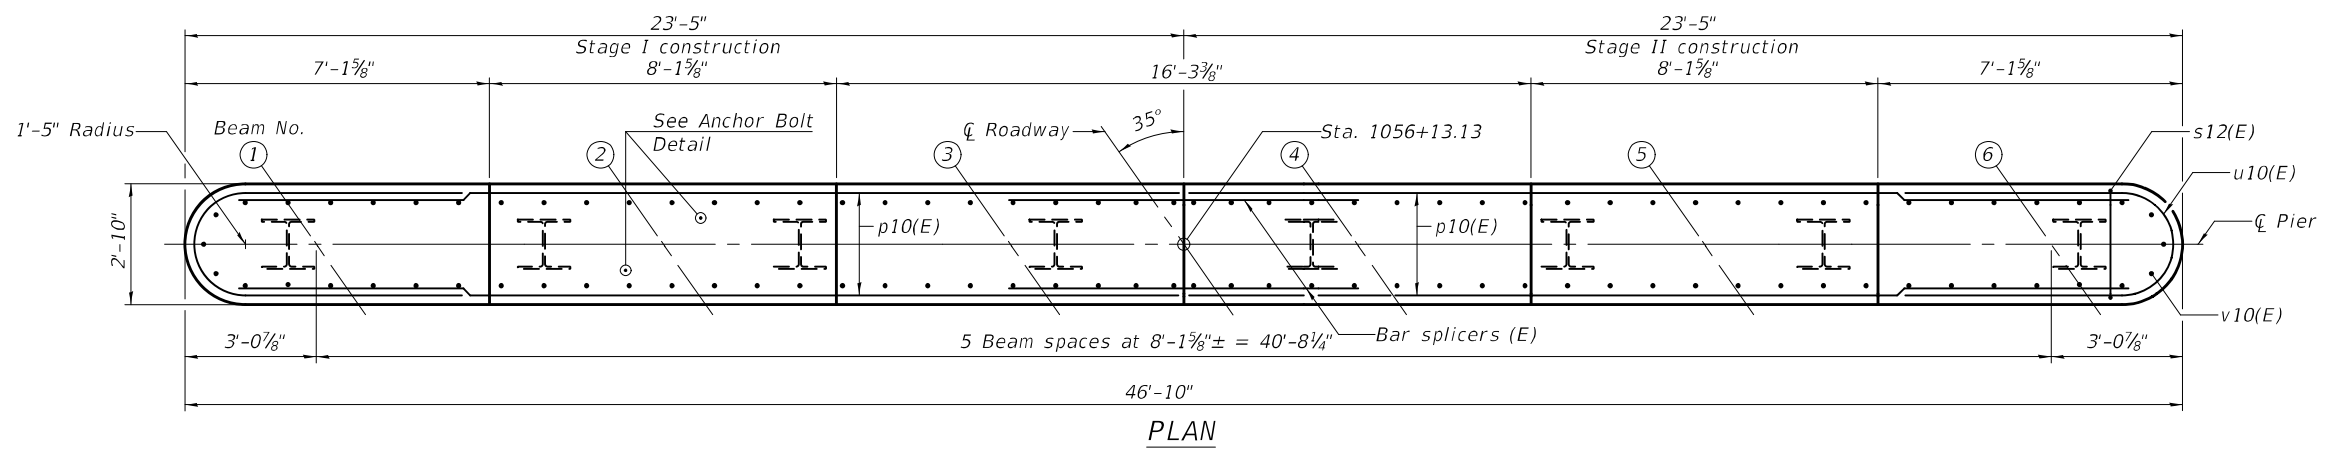 23'-5"
23'-5"
Stage I construction
Stage II construction
7'-1⅝"
8'-1⅝"
16'-3⅜"
8'-1⅝"
7'-1⅝"
1'-5" Radius
Beam No.
See Anchor Bolt
Detail
℄ Roadway
35°
Sta. 1056+13.13
s12(E)
1
2
3
4
5
6
u10(E)
2'-10"
p10(E)
p10(E)
℄ Pier
v10(E)
3'-0⅞"
5 Beam spaces at 8'-1⅝"± = 40'-8¼"
Bar splicers (E)
3'-0⅞"
46'-10"
PLAN